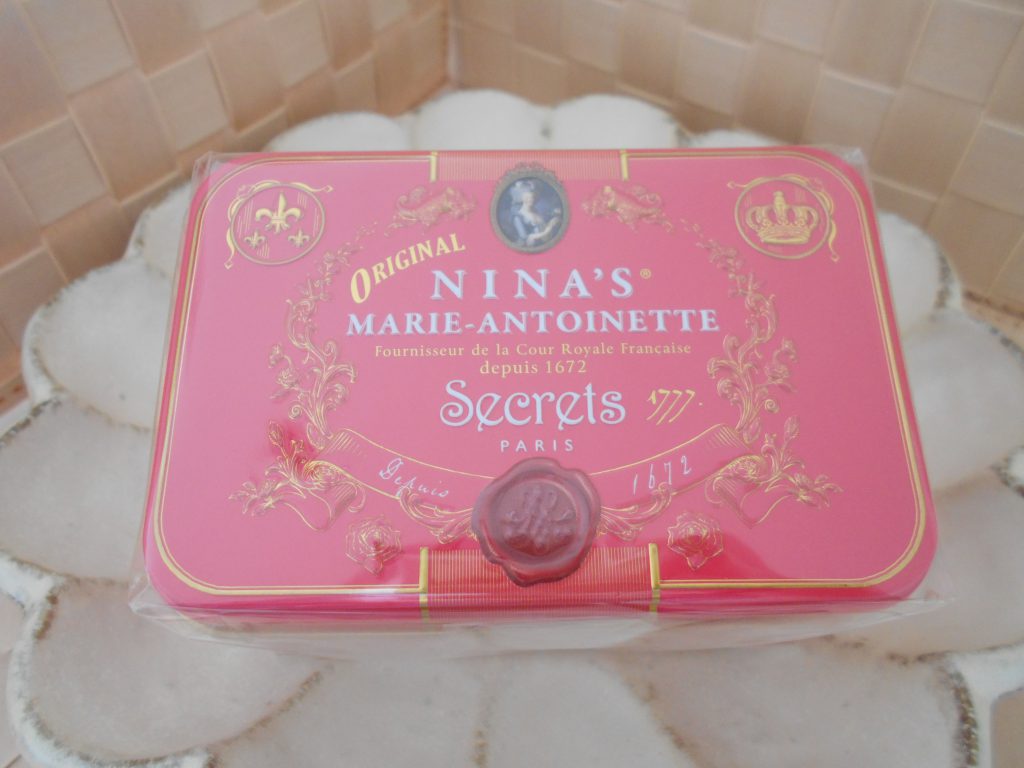 ORIGINAL
NINA'S®
MARIE-ANTOINETTE
Fournisseur de la Cour Royale Française
depuis 1672
Secrets 1777.
PARIS
Depuis 1672